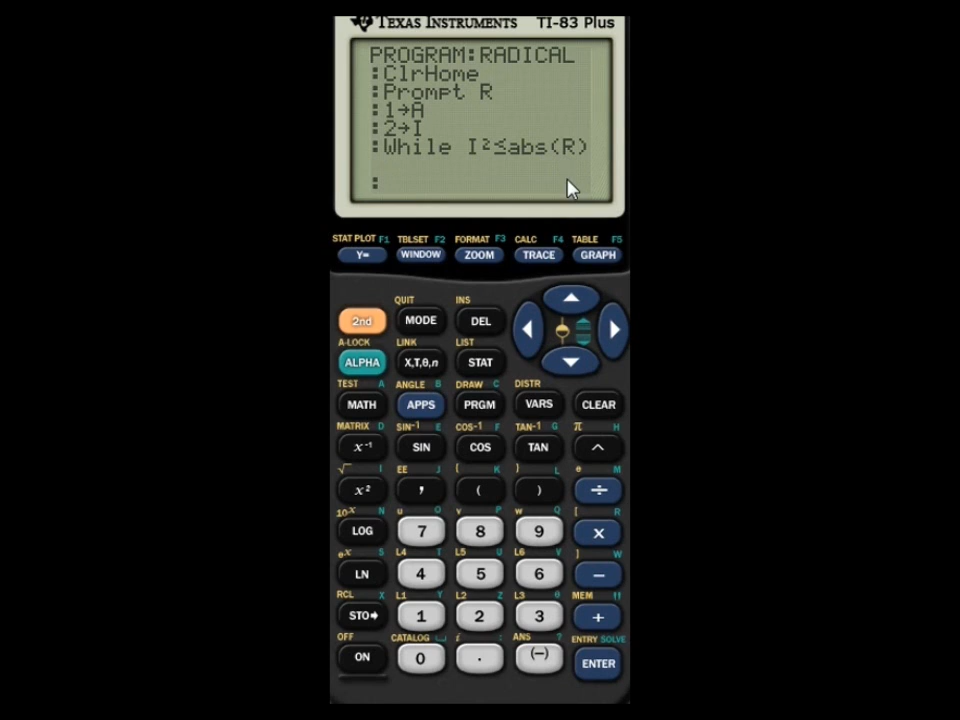 TEXAS INSTRUMENTS TI-83 Plus
PROGRAM:RADICAL
:ClrHome
:Prompt R
:1→A
:2→I
:While I²≤abs(R)
:
STAT PLOT F1 TBLSET F2 FORMAT F3 CALC F4 TABLE F5
Y= WINDOW ZOOM TRACE GRAPH
QUIT INS
2nd MODE DEL
A-LOCK LINK LIST
ALPHA X,T,θ,n STAT
TEST A ANGLE B DRAW C DISTR
MATH APPS PRGM VARS CLEAR
MATRIX D SIN⁻¹ E COS⁻¹ F TAN⁻¹ G π H
x⁻¹ SIN COS TAN ^
√ I EE J { K } L e M
x² , ( ) ÷
10ˣ N u O v P w Q [ R
LOG 7 8 9 ×
eˣ S L4 T L5 U L6 V ] W
LN 4 5 6 −
RCL X L1 Y L2 Z L3 θ MEM "
STO➡ 1 2 3 +
OFF CATALOG ⎵ i : ANS ? ENTRY SOLVE
ON 0 . (−) ENTER